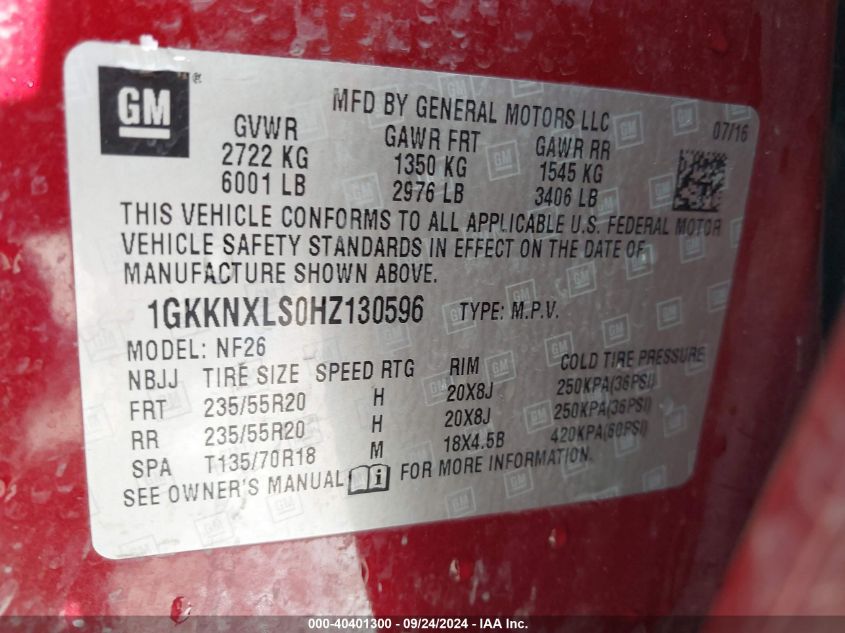 GM ®
MFD BY GENERAL MOTORS LLC
07/16
GVWR GAWR FRT GAWR RR
2722 KG 1350 KG 1545 KG
6001 LB 2976 LB 3406 LB
THIS VEHICLE CONFORMS TO ALL APPLICABLE U.S. FEDERAL MOTOR
VEHICLE SAFETY STANDARDS IN EFFECT ON THE DATE OF
MANUFACTURE SHOWN ABOVE.
1GKKNXLS0HZ130596 TYPE: M.P.V.
MODEL: NF26
NBJJ TIRE SIZE SPEED RTG RIM COLD TIRE PRESSURE
FRT 235/55R20 H 20X8J 250KPA(36PSI)
RR 235/55R20 H 20X8J 250KPA(36PSI)
SPA T135/70R18 M 18X4.5B 420KPA(60PSI)
SEE OWNER'S MANUAL i FOR MORE INFORMATION.
000-40401300 - 09/24/2024 - IAA Inc.